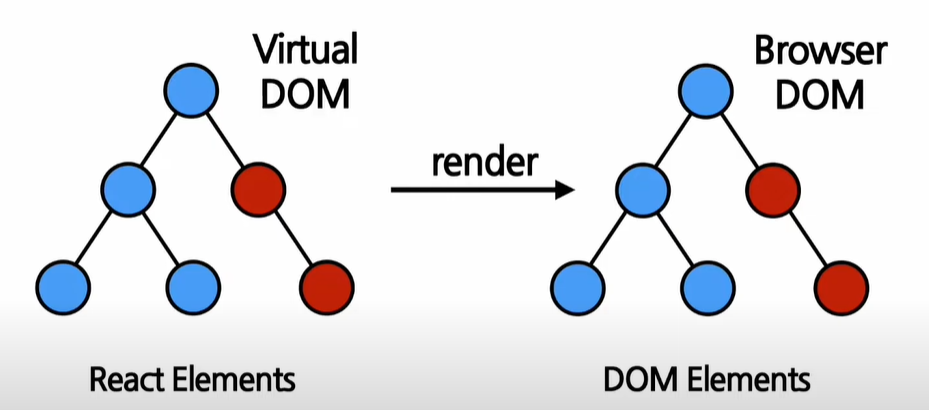 Virtual
DOM
render
Browser
DOM
React Elements
DOM Elements